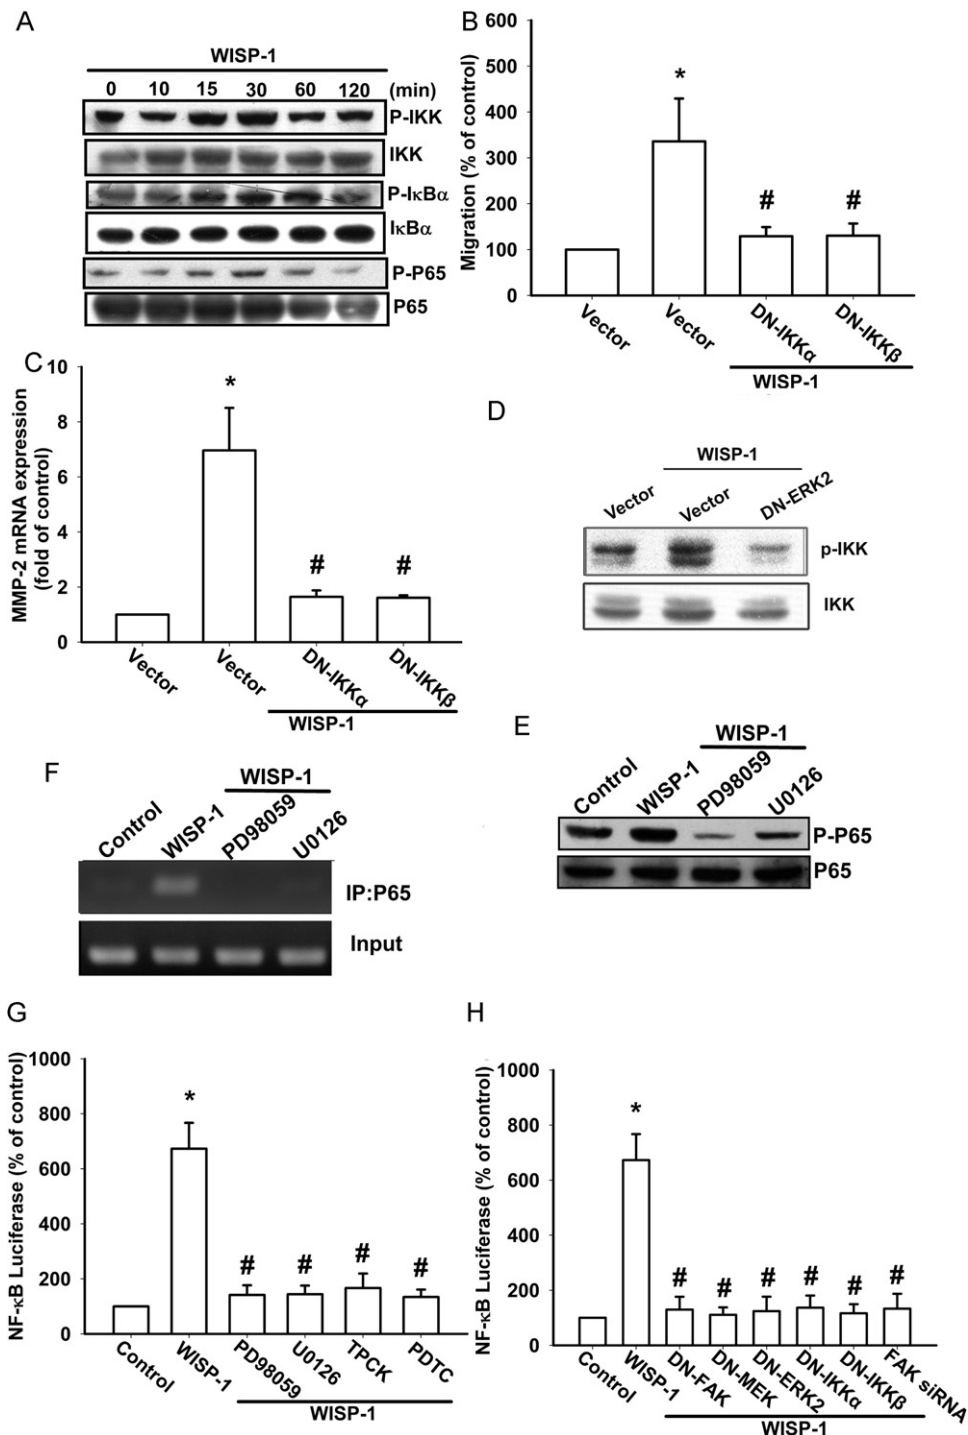 A
WISP-1
0 10 15 30 60 120 (min)
P-IKK
IKK
P-IκBα
IκBα
P-P65
P65
B
Migration (% of control)
600
500
400
300
200
100
0
*
# #
Vector Vector DN-IKKα DN-IKKβ
WISP-1
C
MMP-2 mRNA expression
(fold of control)
10
8
6
4
2
0
*
# #
Vector Vector DN-IKKα DN-IKKβ
WISP-1
D
WISP-1
Vector Vector DN-ERK2
p-IKK
IKK
E
WISP-1
Control WISP-1 PD98059 U0126
P-P65
P65
F
WISP-1
Control WISP-1 PD98059 U0126
IP:P65
Input
G
NF-κB Luciferase (% of control)
1000
800
600
400
200
0
*
# # # #
Control WISP-1 PD98059 U0126 TPCK PDTC
WISP-1
H
NF-κB Luciferase (% of control)
1000
800
600
400
200
0
*
# # # # # #
Control WISP-1 DN-FAK DN-MEK DN-ERK2 DN-IKKα DN-IKKβ FAK siRNA
WISP-1